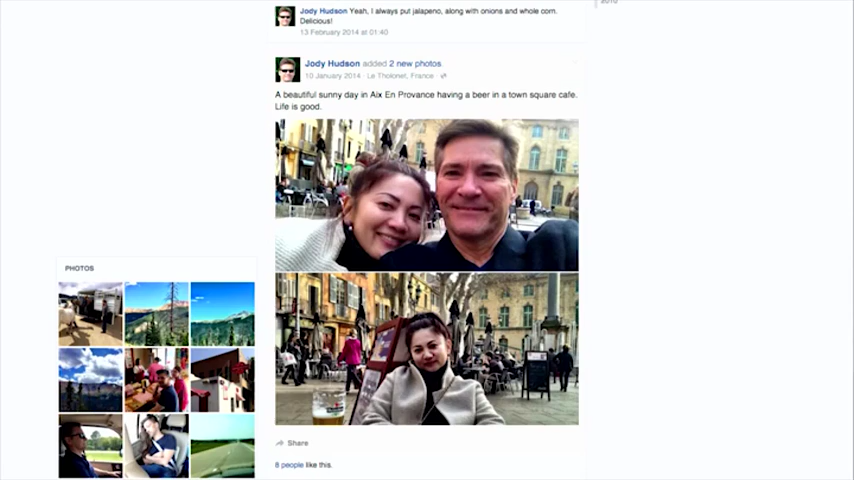 2010
Jody Hudson Yeah, I always put jalapeno, along with onions and whole corn.
Delicious!
13 February 2014 at 01:40
Jody Hudson added 2 new photos.
10 January 2014 · Le Tholonet, France ·
A beautiful sunny day in Aix En Provance having a beer in a town square cafe.
Life is good.
PHOTOS
Heineken
Share
8 people like this.